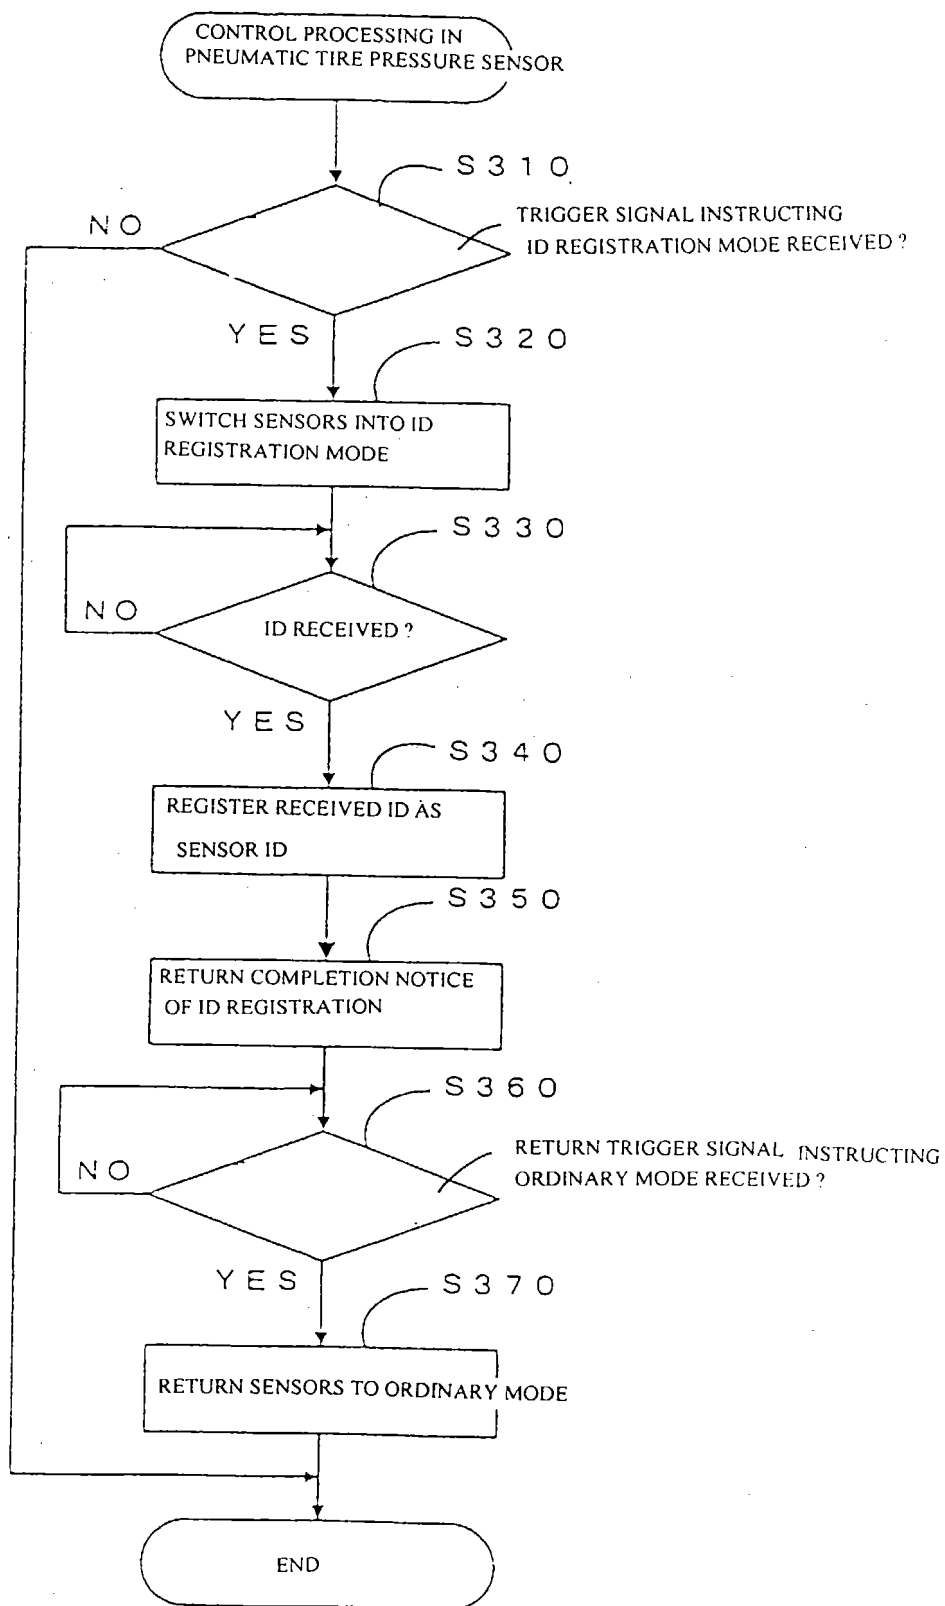 CONTROL PROCESSING IN
PNEUMATIC TIRE PRESSURE SENSOR
S310
NO
TRIGGER SIGNAL INSTRUCTING
ID REGISTRATION MODE RECEIVED ?
YES
S320
SWITCH SENSORS INTO ID
REGISTRATION MODE
S330
NO
ID RECEIVED ?
YES
S340
REGISTER RECEIVED ID AS
SENSOR ID
S350
RETURN COMPLETION NOTICE
OF ID REGISTRATION
S360
NO
RETURN TRIGGER SIGNAL INSTRUCTING
ORDINARY MODE RECEIVED ?
YES
S370
RETURN SENSORS TO ORDINARY MODE
END